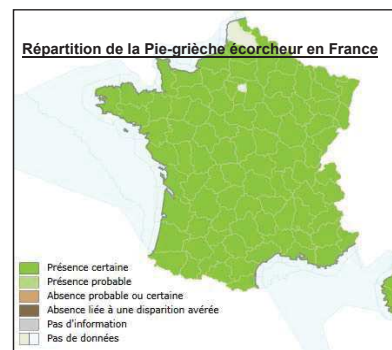 Répartition de la Pie-grièche écorcheur en France
Présence certaine
Présence probable
Absence probable ou certaine
Absence liée à une disparition avérée
Pas d'information
Pas de données